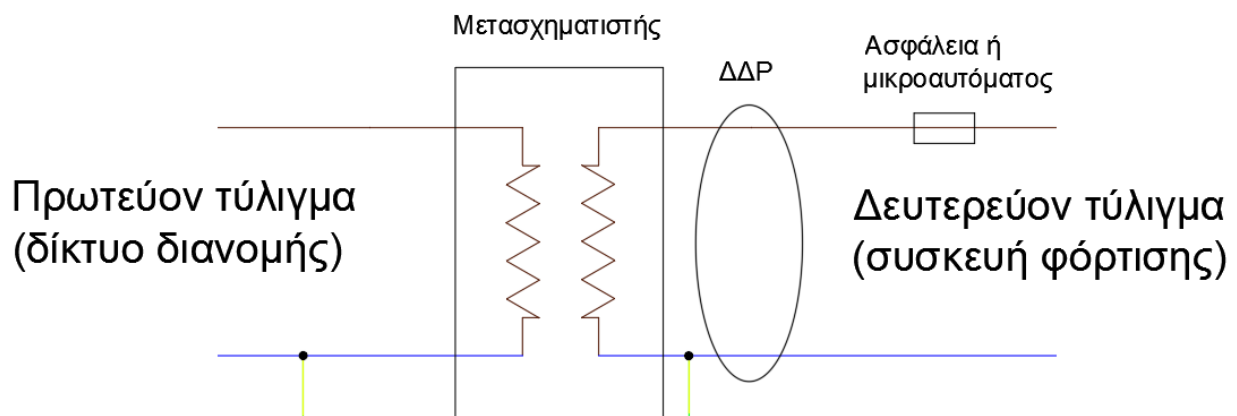 Μετασχηματιστής
ΔΔΡ
Ασφάλεια ή
μικροαυτόματος
Πρωτεύον τύλιγμα
(δίκτυο διανομής)
Δευτερεύον τύλιγμα
(συσκευή φόρτισης)